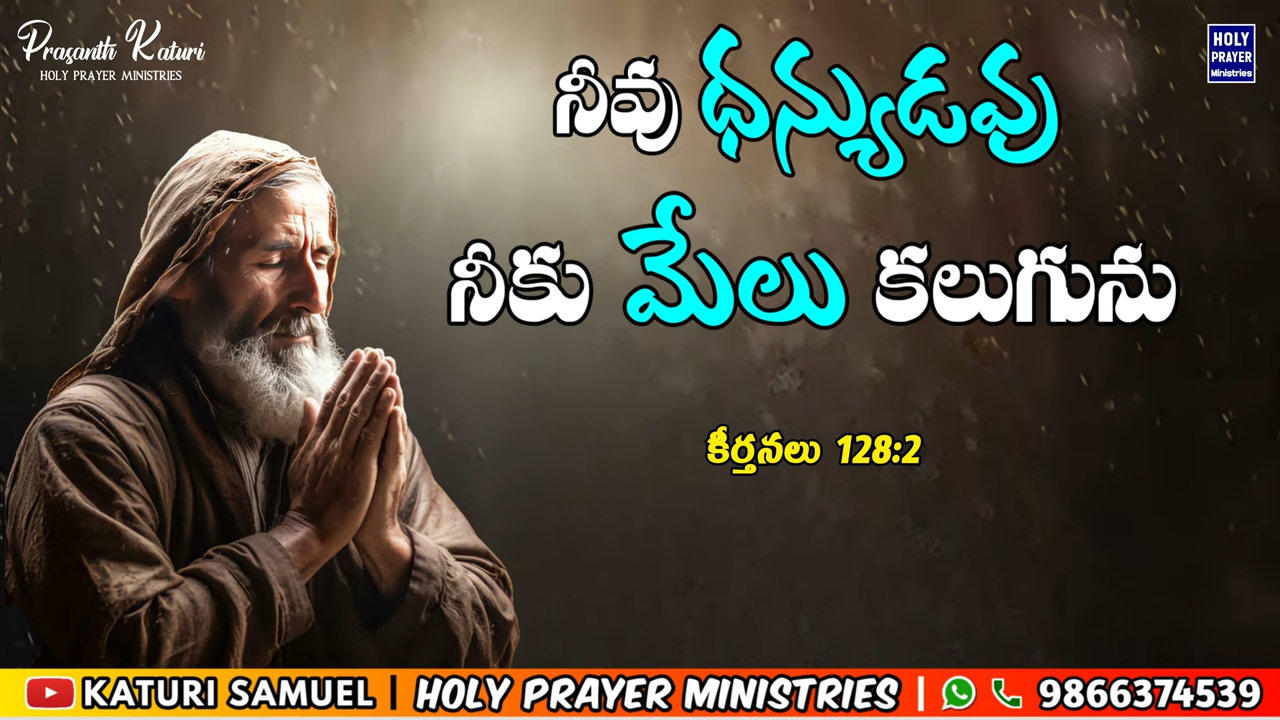 Prasanth Katuri
HOLY PRAYER MINISTRIES
HOLY
PRAYER
Ministries
నీవు ధన్యుడవు
నీకు మేలు కలుగును
కీర్తనలు 128:2
KATURI SAMUEL | HOLY PRAYER MINISTRIES | 9866374539